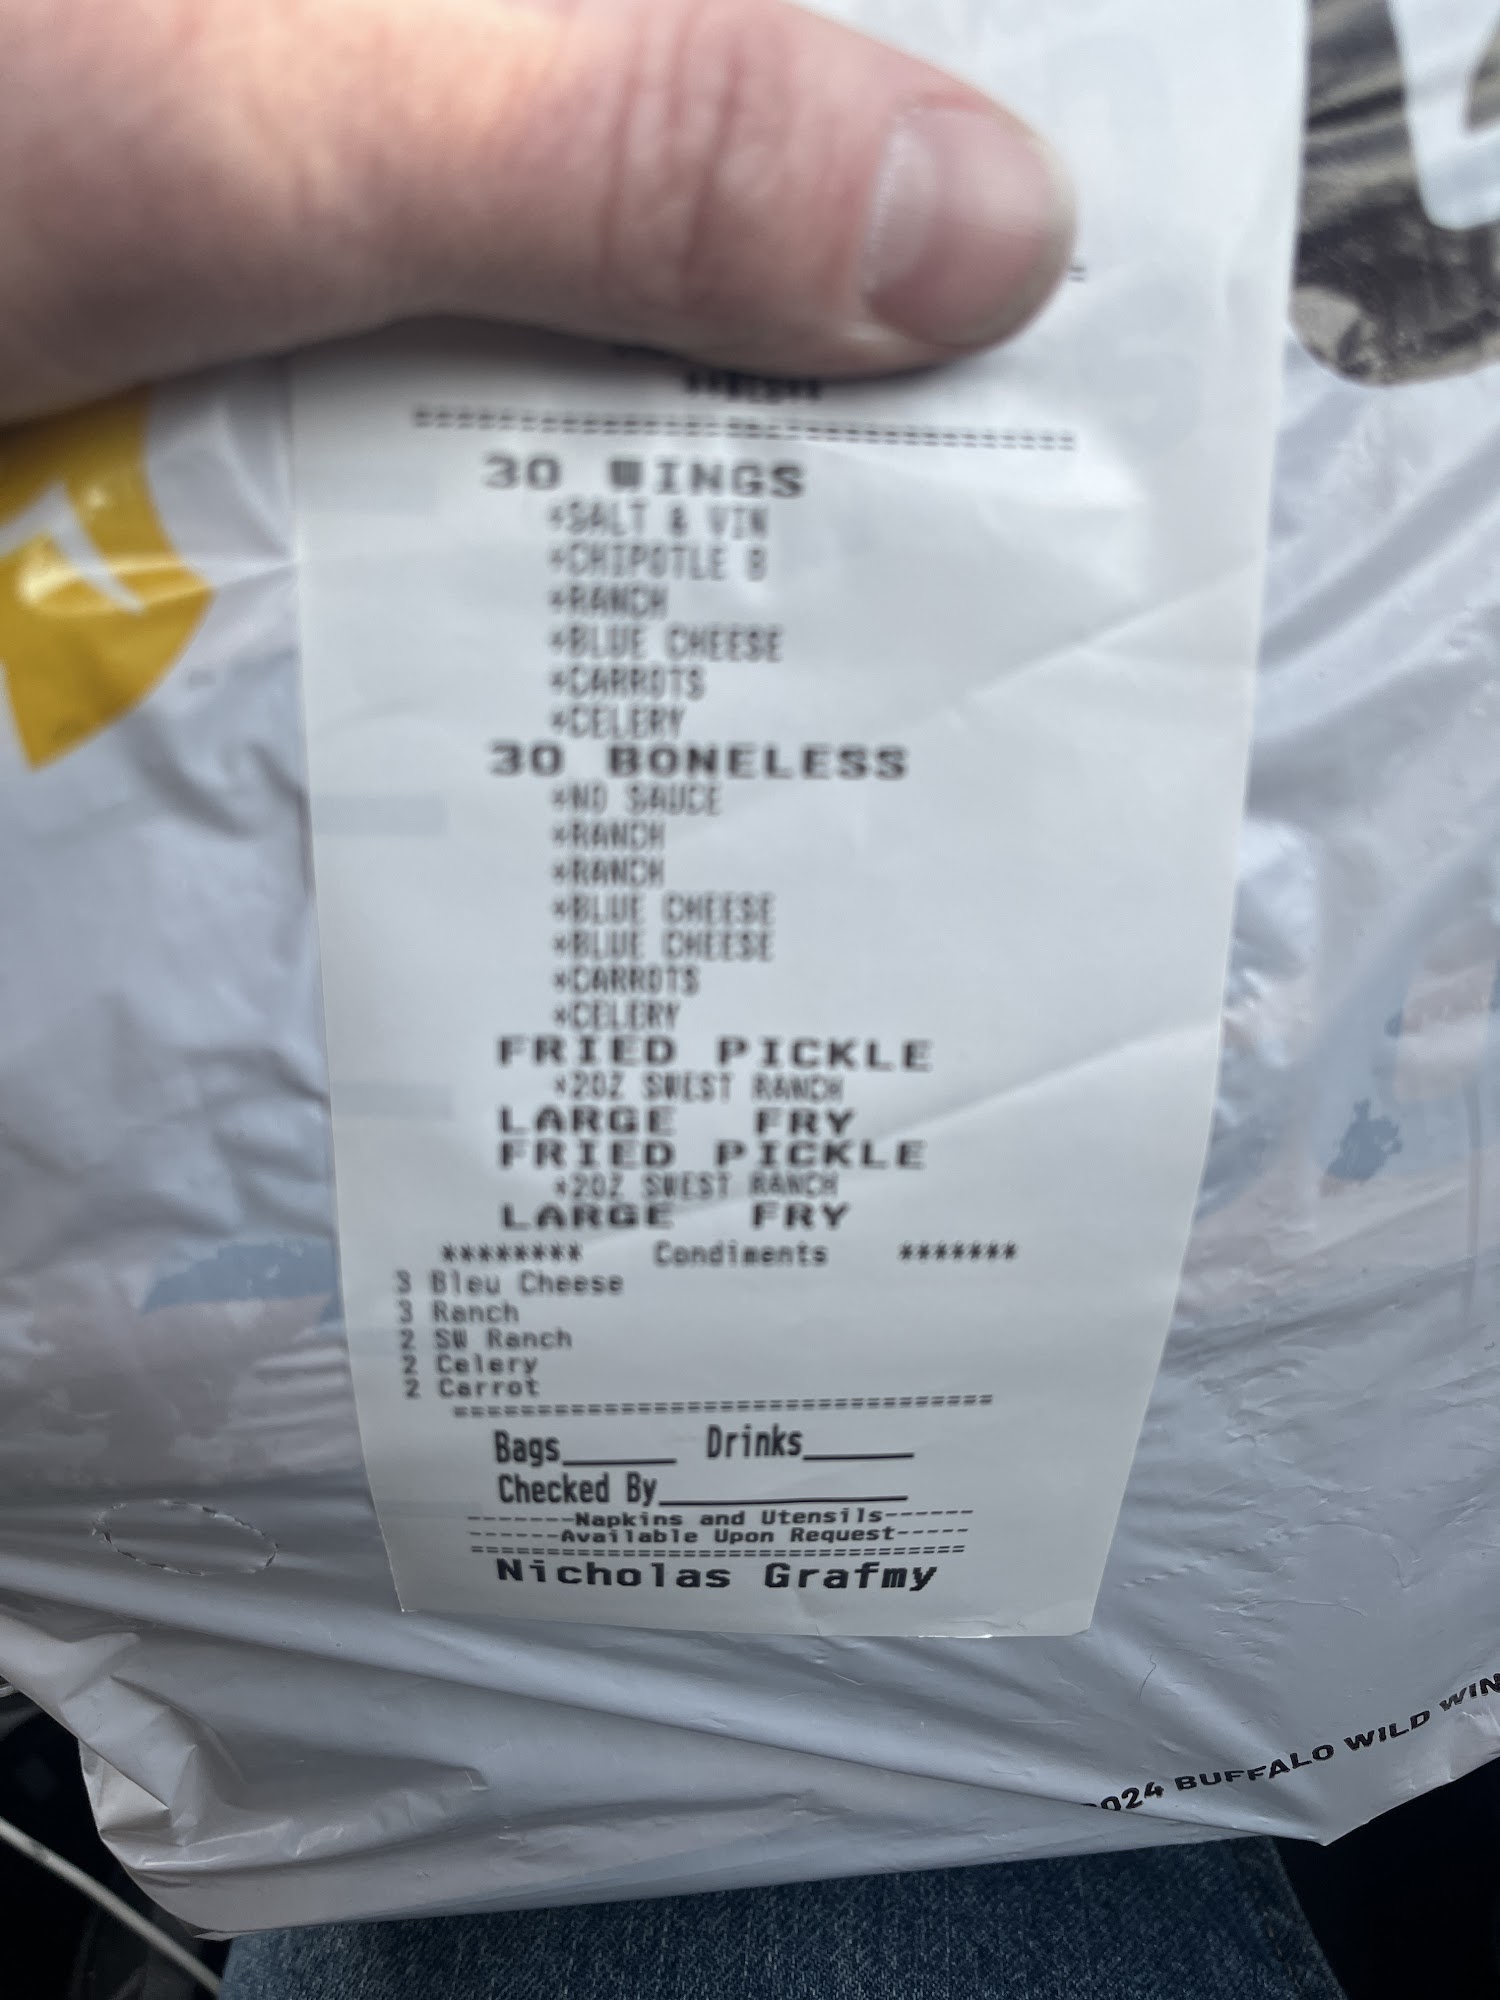 ==============================
30 WINGS
*SALT & VIN
*CHIPOTLE B
*RANCH
*BLUE CHEESE
*CARROTS
*CELERY
30 BONELESS
*NO SAUCE
*RANCH
*RANCH
*BLUE CHEESE
*BLUE CHEESE
*CARROTS
*CELERY
FRIED PICKLE
*2OZ SWEST RANCH
LARGE FRY
FRIED PICKLE
*2OZ SWEST RANCH
LARGE FRY
******** Condiments *******
3 Bleu Cheese
3 Ranch
2 SW Ranch
2 Celery
2 Carrot
==============================
Bags______ Drinks______
Checked By_____________
-------Napkins and Utensils------
------Available Upon Request-----
==============================
Nicholas Grafmy
024 BUFFALO WILD WIN